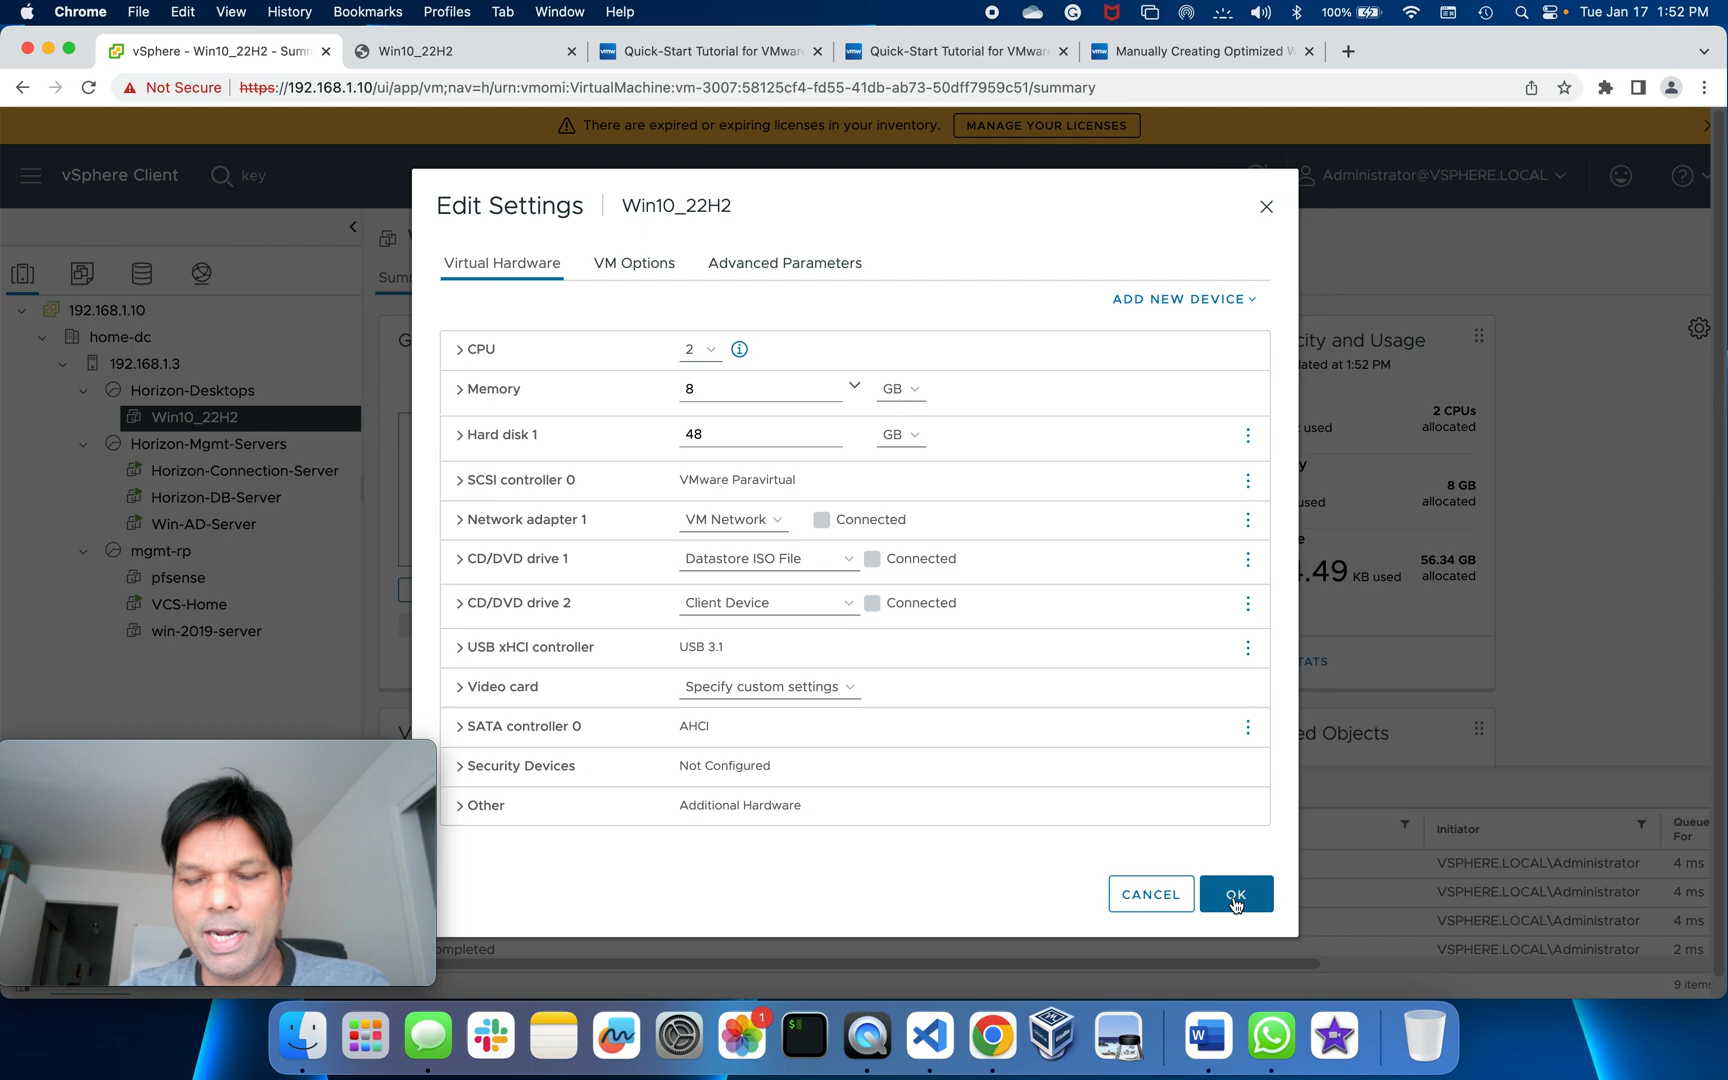 Chrome File Edit View History Bookmarks Profiles Tab Window Help 100% Tue Jan 17 1:52 PM
vSphere - Win10_22H2 - Summ Win10_22H2 Quick-Start Tutorial for VMwar Quick-Start Tutorial for VMwar Manually Creating Optimized W
Not Secure https://192.168.1.10/ui/app/vm;nav=h/urn:vmomi:VirtualMachine:vm-3007:58125cf4-fd55-41db-ab73-50dff7959c51/summary
There are expired or expiring licenses in your inventory. MANAGE YOUR LICENSES
vSphere Client key Administrator@VSPHERE.LOCAL
Edit Settings Win10_22H2
Virtual Hardware VM Options Advanced Parameters
ADD NEW DEVICE
CPU 2
Memory 8 GB
Hard disk 1 48 GB
SCSI controller 0 VMware Paravirtual
Network adapter 1 VM Network Connected
CD/DVD drive 1 Datastore ISO File Connected
CD/DVD drive 2 Client Device Connected
USB xHCI controller USB 3.1
Video card Specify custom settings
SATA controller 0 AHCI
Security Devices Not Configured
Other Additional Hardware
CANCEL OK
192.168.1.10
home-dc
192.168.1.3
Horizon-Desktops
Win10_22H2
Horizon-Mgmt-Servers
Horizon-Connection-Server
Horizon-DB-Server
Win-AD-Server
mgmt-rp
pfsense
VCS-Home
win-2019-server
Summ
city and Usage
ated at 1:52 PM
used 2 CPUs
allocated
used 8 GB
allocated
.49 KB used 56.34 GB
allocated
TATS
ed Objects
Initiator Queue
For
VSPHERE.LOCAL\Administrator 4 ms
VSPHERE.LOCAL\Administrator 4 ms
VSPHERE.LOCAL\Administrator 4 ms
ompleted VSPHERE.LOCAL\Administrator 2 ms
9 items
1